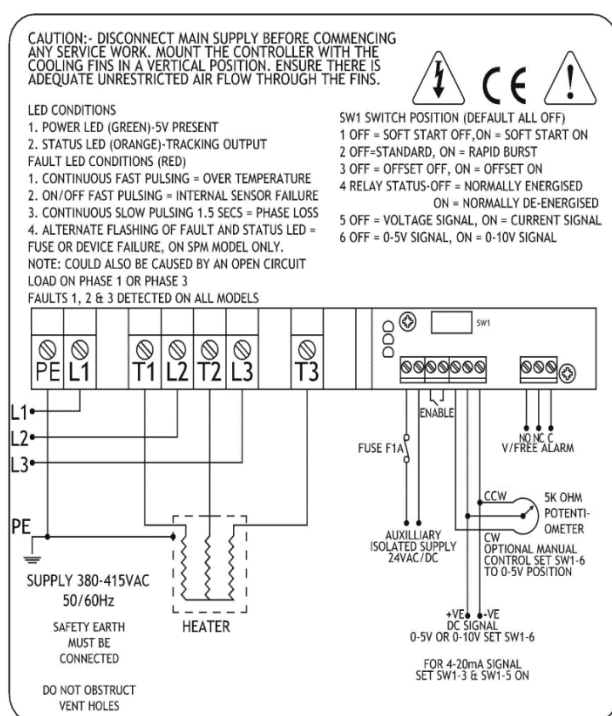 CAUTION:- DISCONNECT MAIN SUPPLY BEFORE COMMENCING
ANY SERVICE WORK. MOUNT THE CONTROLLER WITH THE
COOLING FINS IN A VERTICAL POSITION. ENSURE THERE IS
ADEQUATE UNRESTRICTED AIR FLOW THROUGH THE FINS.
CE
!
LED CONDITIONS
1. POWER LED (GREEN)-5V PRESENT
2. STATUS LED (ORANGE)-TRACKING OUTPUT
FAULT LED CONDITIONS (RED)
1. CONTINUOUS FAST PULSING = OVER TEMPERATURE
2. ON/OFF FAST PULSING = INTERNAL SENSOR FAILURE
3. CONTINUOUS SLOW PULSING 1.5 SECS = PHASE LOSS
4. ALTERNATE FLASHING OF FAULT AND STATUS LED =
FUSE OR DEVICE FAILURE, ON SPM MODEL ONLY.
NOTE: COULD ALSO BE CAUSED BY AN OPEN CIRCUIT
LOAD ON PHASE 1 OR PHASE 3
FAULTS 1, 2 & 3 DETECTED ON ALL MODELS
SW1 SWITCH POSITION (DEFAULT ALL OFF)
1 OFF = SOFT START OFF,ON = SOFT START ON
2 OFF=STANDARD, ON = RAPID BURST
3 OFF = OFFSET OFF, ON = OFFSET ON
4 RELAY STATUS-OFF = NORMALLY ENERGISED
ON = NORMALLY DE-ENERGISED
5 OFF = VOLTAGE SIGNAL, ON = CURRENT SIGNAL
6 OFF = 0-5V SIGNAL, ON = 0-10V SIGNAL
SW1
PE L1 T1 L2 T2 L3 T3
L1
L2
L3
PE
SUPPLY 380-415VAC
50/60Hz
SAFETY EARTH
MUST BE
CONNECTED
DO NOT OBSTRUCT
VENT HOLES
HEATER
ENABLE
FUSE F1A
AUXILLIARY
ISOLATED SUPPLY
24VAC/DC
NO NC C
V/FREE ALARM
CCW
CW
5K OHM
POTENTI-
OMETER
OPTIONAL MANUAL
CONTROL SET SW1-6
TO 0-5V POSITION
+VE -VE
DC SIGNAL
0-5V OR 0-10V SET SW1-6
FOR 4-20mA SIGNAL
SET SW1-3 & SW1-5 ON